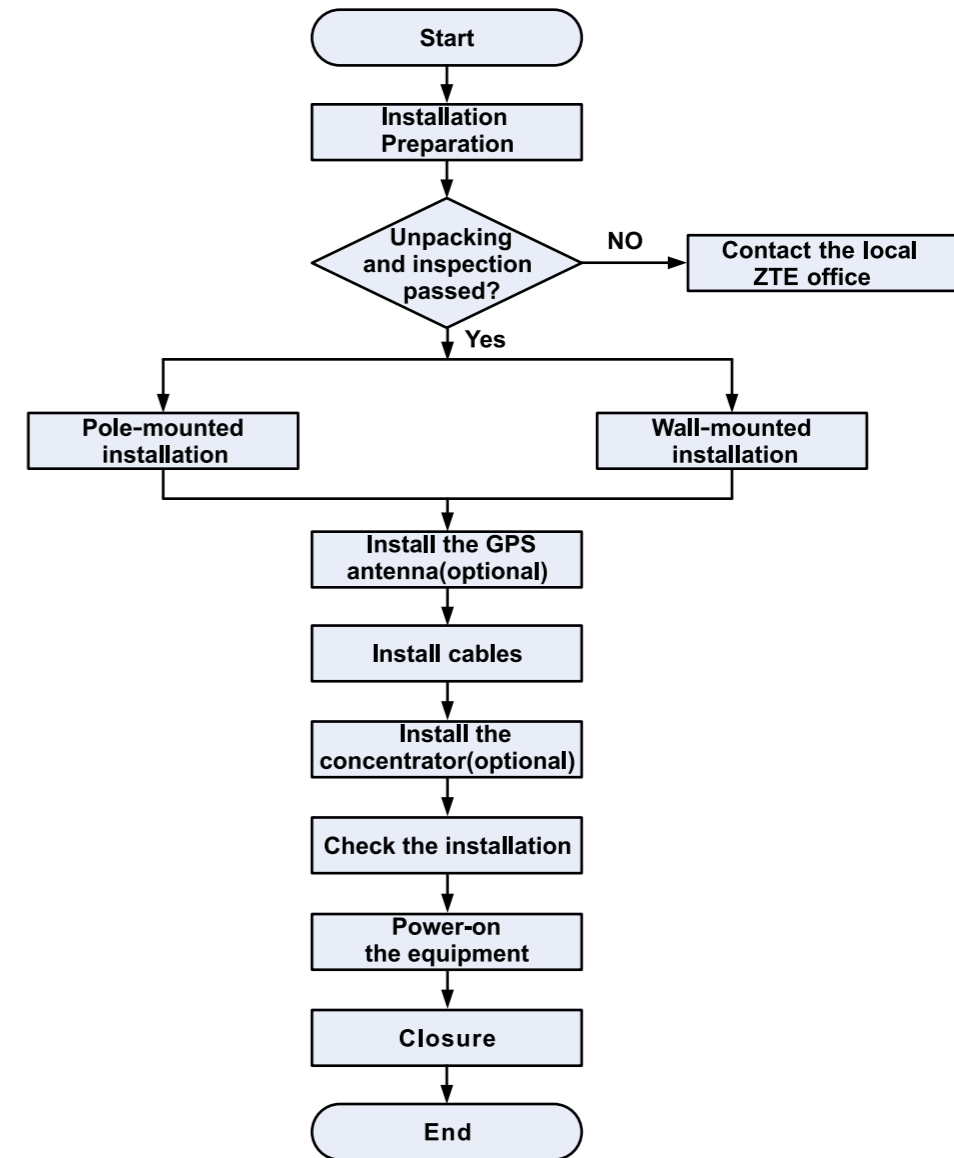 Start
Installation
Preparation
Unpacking
and inspection
passed?
NO
Contact the local
ZTE office
Yes
Pole-mounted
installation
Wall-mounted
installation
Install the GPS
antenna(optional)
Install cables
Install the
concentrator(optional)
Check the installation
Power-on
the equipment
Closure
End